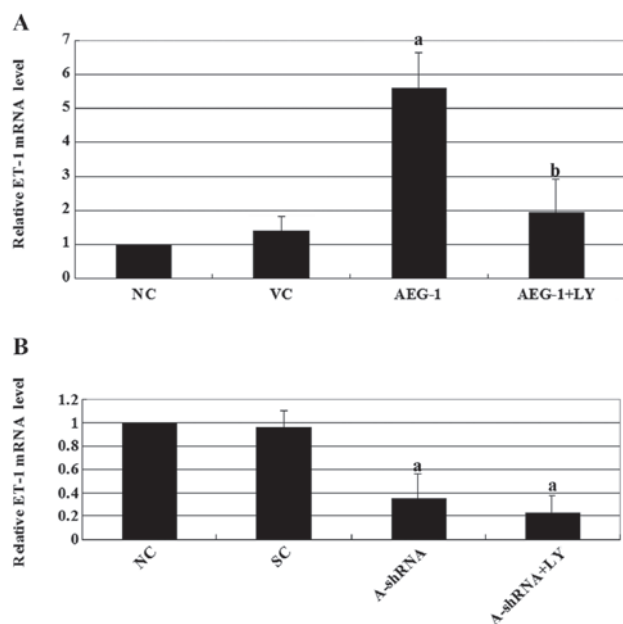 A
Relative ET-1 mRNA level
7
6
5
4
3
2
1
0
a
b
NC VC AEG-1 AEG-1+LY
B
Relative ET-1 mRNA level
1.2
1
0.8
0.6
0.4
0.2
0
a
a
NC SC A-shRNA A-shRNA+LY